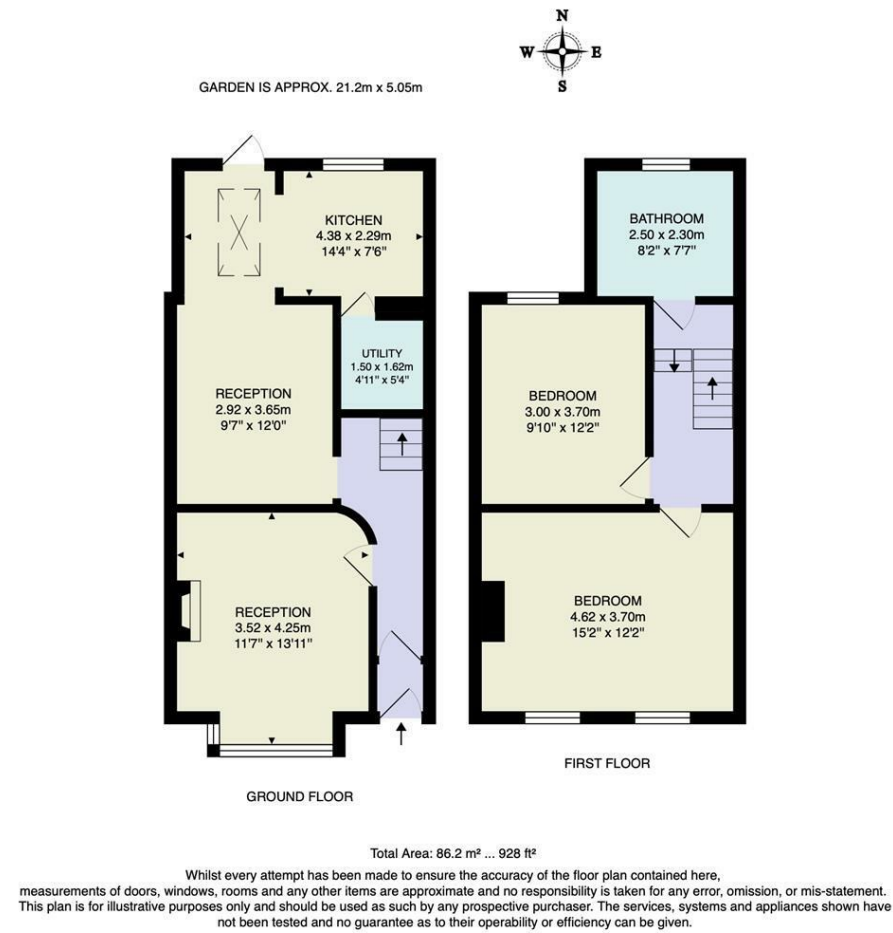 N
W E
S
GARDEN IS APPROX. 21.2m x 5.05m
KITCHEN
4.38 x 2.29m
14'4" x 7'6"
UTILITY
1.50 x 1.62m
4'11" x 5'4"
RECEPTION
2.92 x 3.65m
9'7" x 12'0"
RECEPTION
3.52 x 4.25m
11'7" x 13'11"
GROUND FLOOR
BATHROOM
2.50 x 2.30m
8'2" x 7'7"
BEDROOM
3.00 x 3.70m
9'10" x 12'2"
BEDROOM
4.62 x 3.70m
15'2" x 12'2"
FIRST FLOOR
Total Area: 86.2 m² ... 928 ft²
Whilst every attempt has been made to ensure the accuracy of the floor plan contained here,
measurements of doors, windows, rooms and any other items are approximate and no responsibility is taken for any error, omission, or mis-statement.
This plan is for illustrative purposes only and should be used as such by any prospective purchaser. The services, systems and appliances shown have
not been tested and no guarantee as to their operability or efficiency can be given.